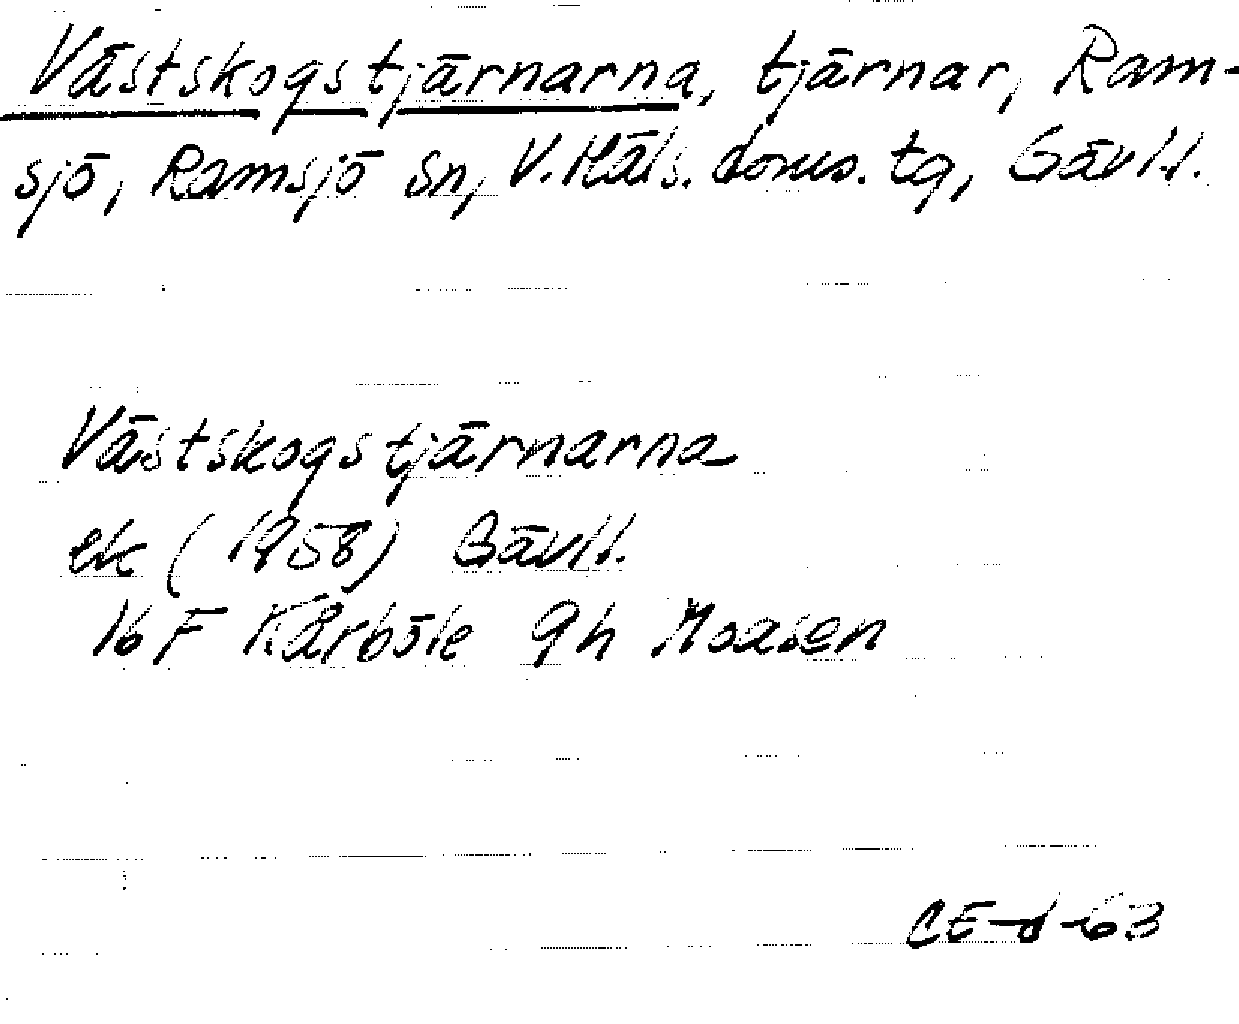 Västskogstjärnarna, tjärnar, Ram-
sjö, Ramsjö sn, V. Häls. doms. tg, Gävl.l.
Västskogstjärnarna
ek (1958) Gävl.l.
16 F Kårböle 9h Moasen
CE-d-63